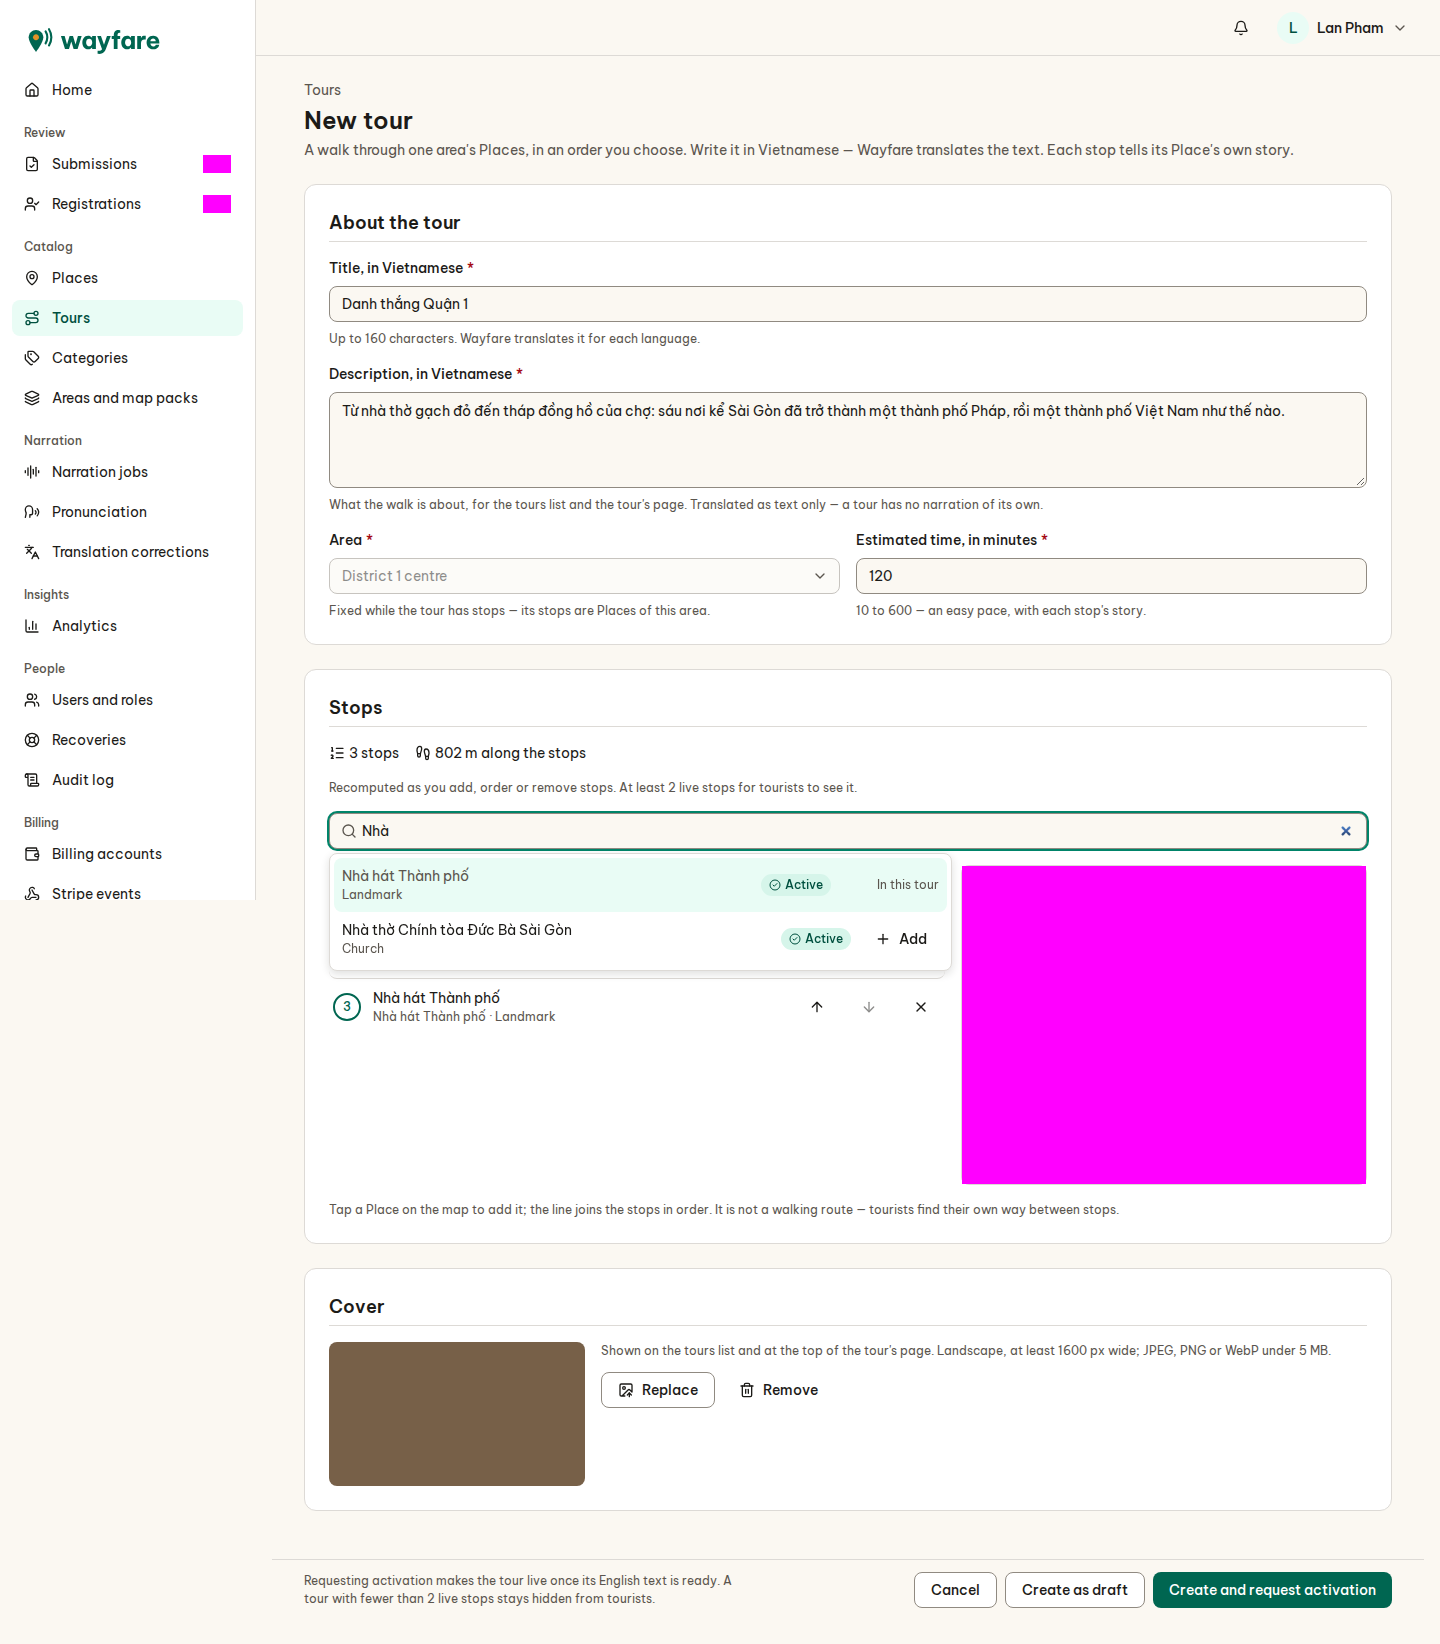 wayfare
L Lan Pham
Home
Review
Submissions
Registrations
Catalog
Places
Tours
Categories
Areas and map packs
Narration
Narration jobs
Pronunciation
Translation corrections
Insights
Analytics
People
Users and roles
Recoveries
Audit log
Billing
Billing accounts
Stripe events
Tours
New tour
A walk through one area's Places, in an order you choose. Write it in Vietnamese — Wayfare translates the text. Each stop tells its Place's own story.
About the tour
Title, in Vietnamese *
Danh thắng Quận 1
Up to 160 characters. Wayfare translates it for each language.
Description, in Vietnamese *
Từ nhà thờ gạch đỏ đến tháp đồng hồ của chợ: sáu nơi kể Sài Gòn đã trở thành một thành phố Pháp, rồi một thành phố Việt Nam như thế nào.
What the walk is about, for the tours list and the tour's page. Translated as text only — a tour has no narration of its own.
Area *
District 1 centre
Fixed while the tour has stops — its stops are Places of this area.
Estimated time, in minutes *
120
10 to 600 — an easy pace, with each stop's story.
Stops
3 stops 802 m along the stops
Recomputed as you add, order or remove stops. At least 2 live stops for tourists to see it.
Nhà
Nhà hát Thành phố
Landmark
Active In this tour
Nhà thờ Chính tòa Đức Bà Sài Gòn
Church
Active Add
3 Nhà hát Thành phố
Nhà hát Thành phố · Landmark
Tap a Place on the map to add it; the line joins the stops in order. It is not a walking route — tourists find their own way between stops.
Cover
Shown on the tours list and at the top of the tour's page. Landscape, at least 1600 px wide; JPEG, PNG or WebP under 5 MB.
Replace Remove
Requesting activation makes the tour live once its English text is ready. A
tour with fewer than 2 live stops stays hidden from tourists.
Cancel Create as draft Create and request activation